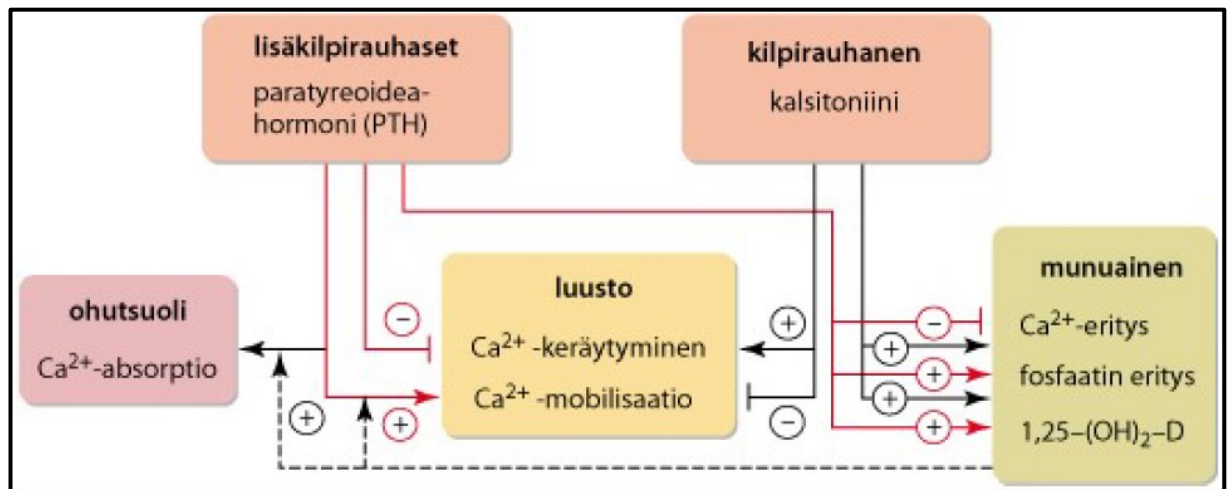 lisäkilpirauhaset
paratyreoidea-
hormoni (PTH)
kilpirauhanen
kalsitoniini
ohutsuoli
Ca²⁺-absorptio
luusto
Ca²⁺ -keräytyminen
Ca²⁺ -mobilisaatio
munuainen
Ca²⁺-eritys
fosfaatin eritys
1,25–(OH)₂–D
−
+
+
+
−
−
+
+
+
+